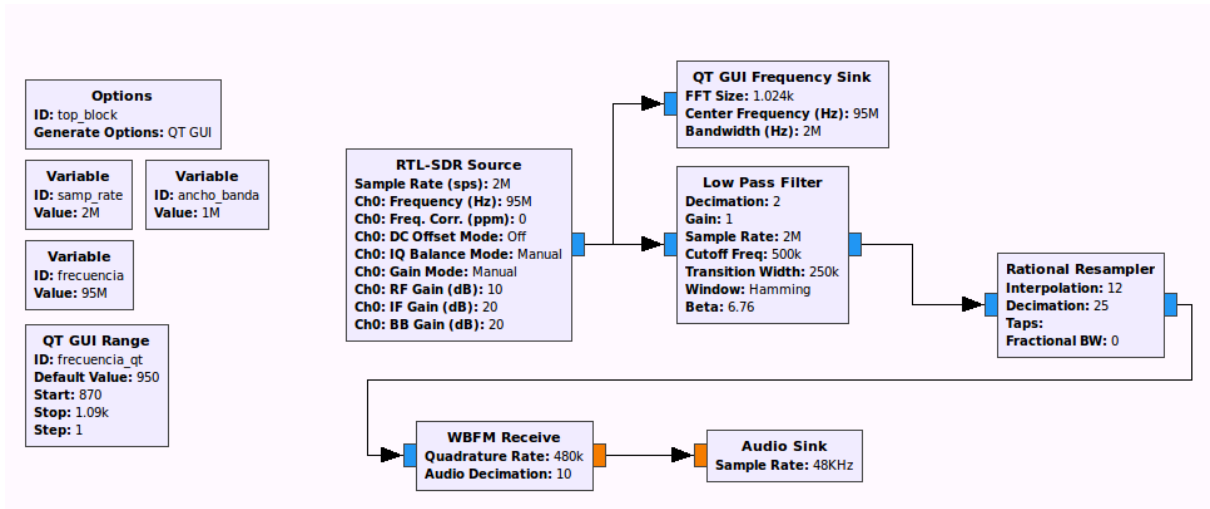 Options
ID: top_block
Generate Options: QT GUI
Variable
ID: samp_rate
Value: 2M
Variable
ID: ancho_banda
Value: 1M
Variable
ID: frecuencia
Value: 95M
QT GUI Range
ID: frecuencia_qt
Default Value: 950
Start: 870
Stop: 1.09k
Step: 1
RTL-SDR Source
Sample Rate (sps): 2M
Ch0: Frequency (Hz): 95M
Ch0: Freq. Corr. (ppm): 0
Ch0: DC Offset Mode: Off
Ch0: IQ Balance Mode: Manual
Ch0: Gain Mode: Manual
Ch0: RF Gain (dB): 10
Ch0: IF Gain (dB): 20
Ch0: BB Gain (dB): 20
QT GUI Frequency Sink
FFT Size: 1.024k
Center Frequency (Hz): 95M
Bandwidth (Hz): 2M
Low Pass Filter
Decimation: 2
Gain: 1
Sample Rate: 2M
Cutoff Freq: 500k
Transition Width: 250k
Window: Hamming
Beta: 6.76
Rational Resampler
Interpolation: 12
Decimation: 25
Taps:
Fractional BW: 0
WBFM Receive
Quadrature Rate: 480k
Audio Decimation: 10
Audio Sink
Sample Rate: 48KHz